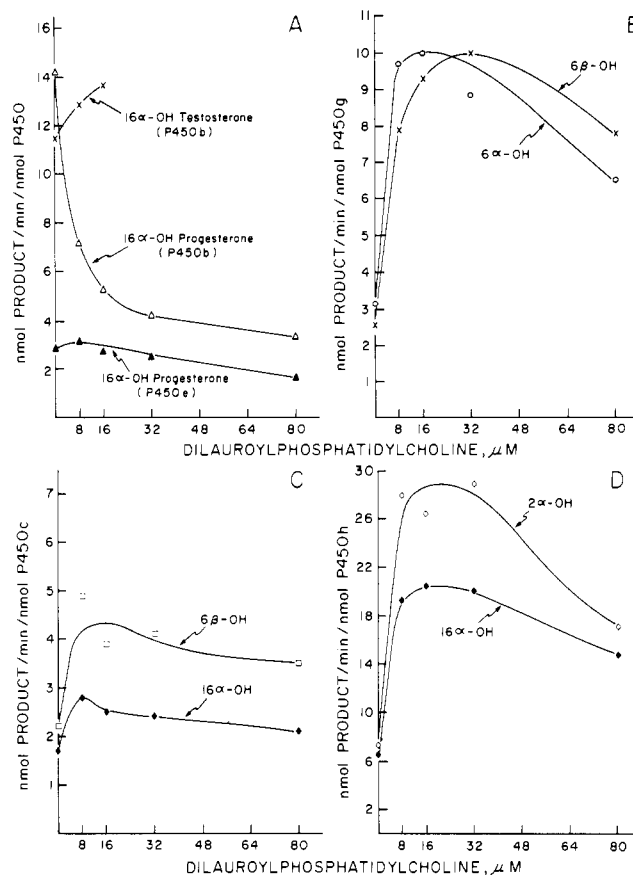 A
nmol PRODUCT/min/nmol P450
16
14
12
10
8
6
4
2
16α-OH Testosterone
(P450b)
16α-OH Progesterone
(P450b)
16α-OH Progesterone
(P450e)
8 16 32 48 64 80
B
nmol PRODUCT/min/nmol P450g
11
10
9
8
7
6
5
4
3
2
1
6β-OH
6α-OH
8 16 32 48 64 80
DILAUROYLPHOSPHATIDYLCHOLINE, μM
C
nmol PRODUCT/min/nmol P450c
7
6
5
4
3
2
1
6β-OH
16α-OH
8 16 32 48 64 80
D
nmol PRODUCT/min/nmol P450h
30
26
22
18
14
10
6
2
2α-OH
16α-OH
8 16 32 48 64 80
DILAUROYLPHOSPHATIDYLCHOLINE, μM